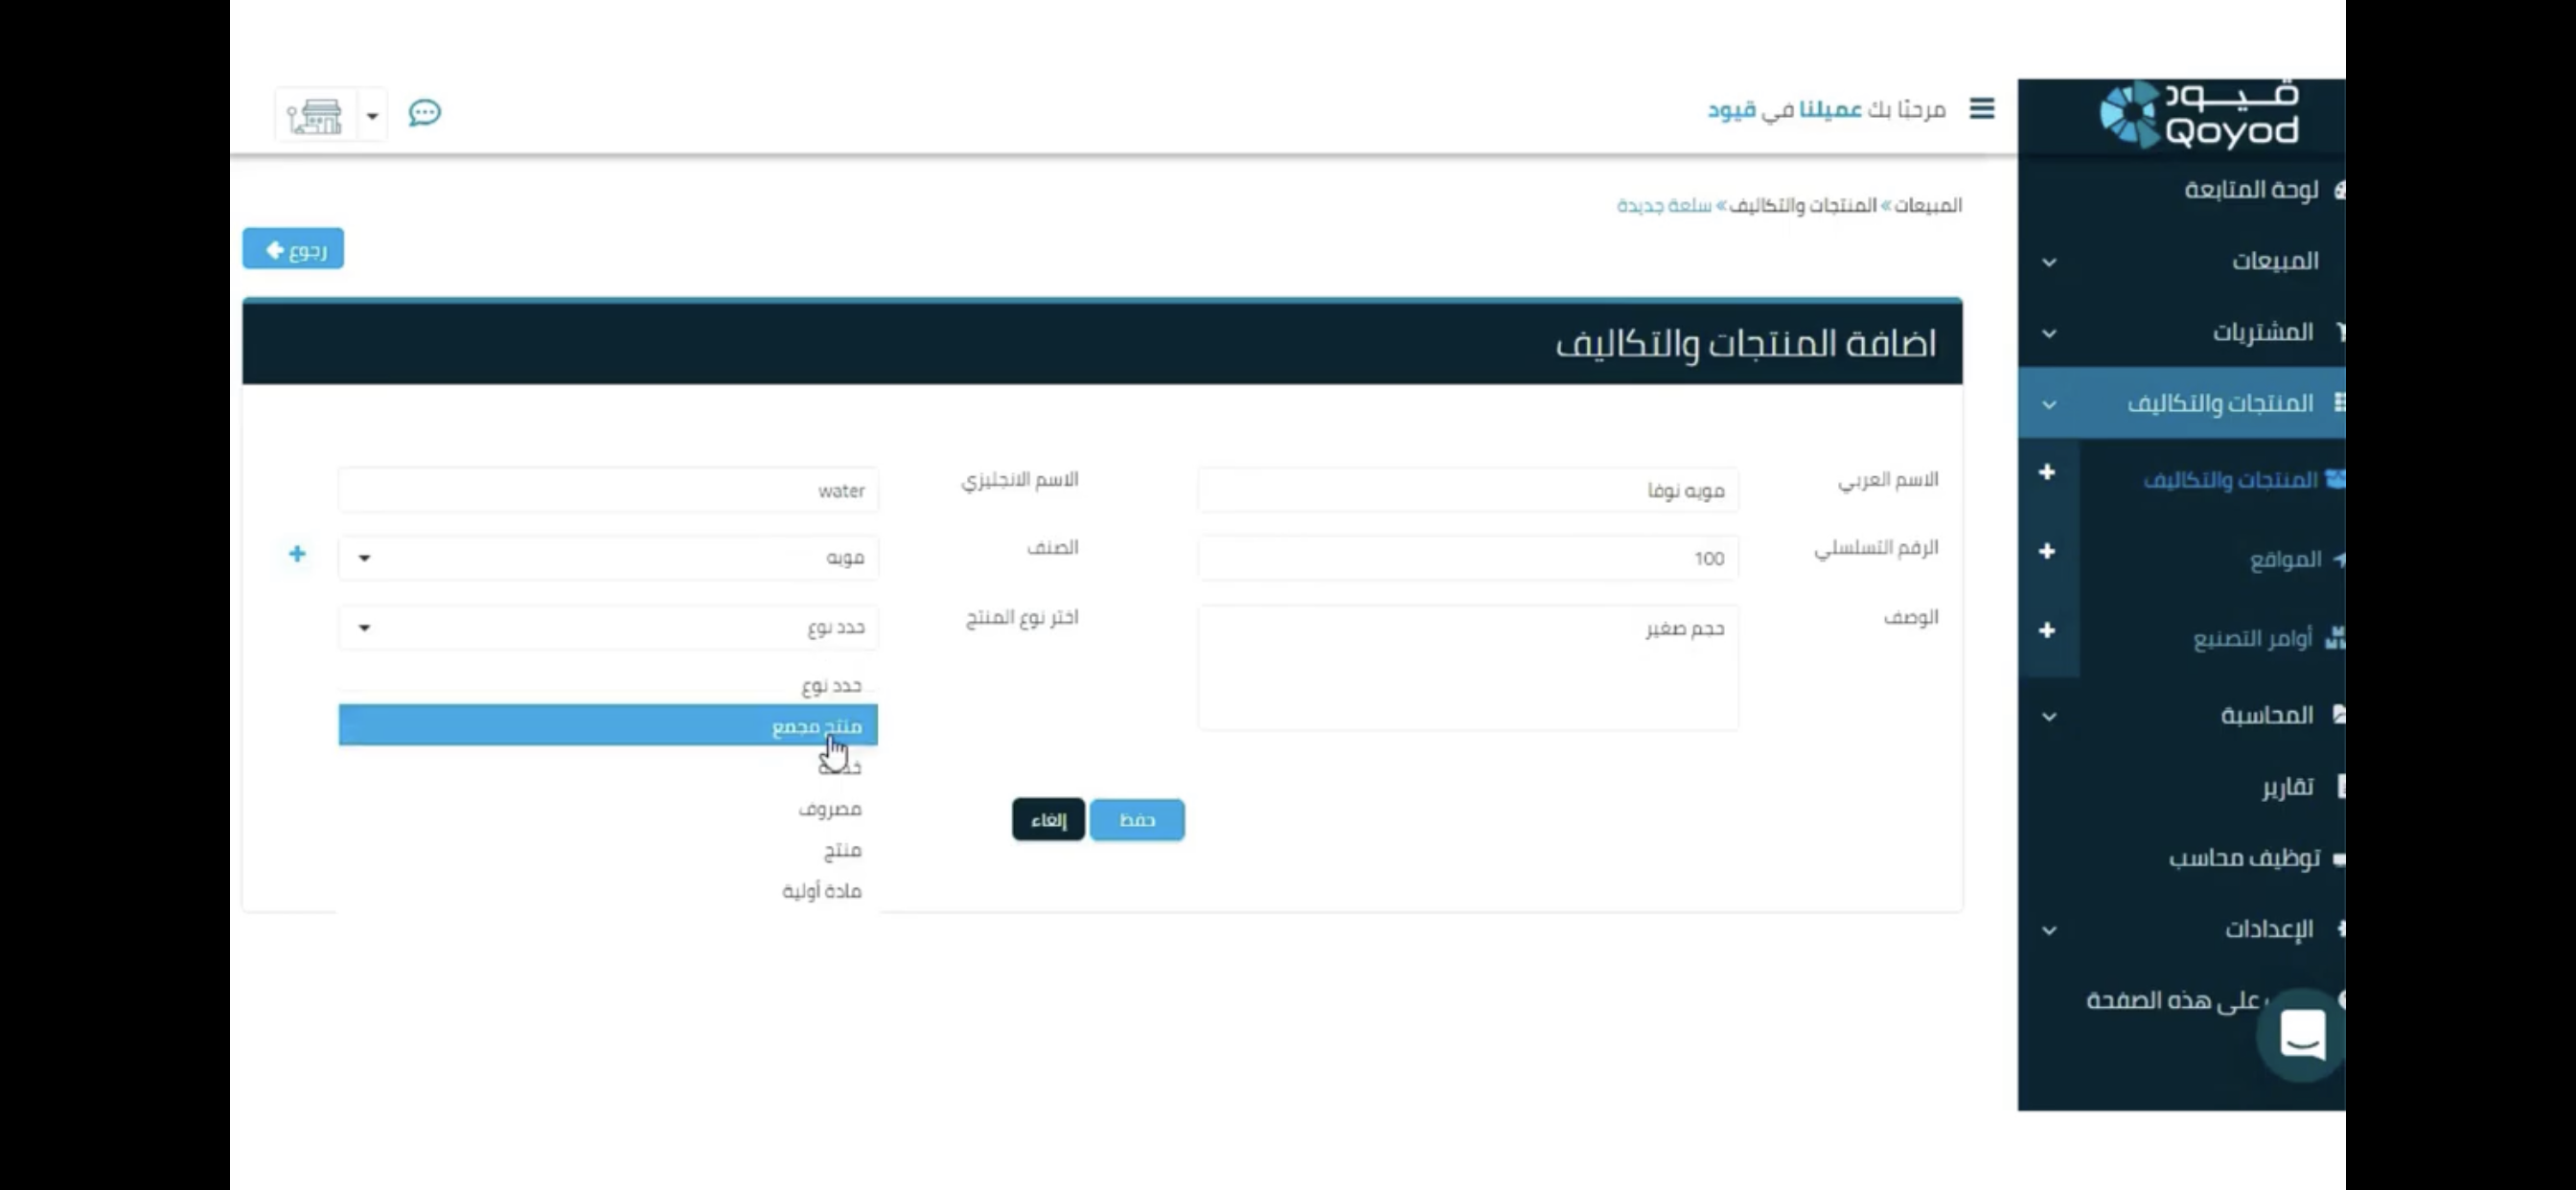 قيود
Qoyod
مرحبًا بك عميلنا في قيود
لوحة المتابعة
المبيعات
المشتريات
المنتجات والتكاليف
المنتجات والتكاليف
المواقع
أوامر التصنيع
المحاسبة
تقارير
توظيف محاسب
الإعدادات
على هذه الصفحة
المبيعات » المنتجات والتكاليف » سلعة جديدة
رجوع
اضافة المنتجات والتكاليف
الاسم العربي
مويه نوفا
الاسم الانجليزي
water
الرقم التسلسلي
100
الصنف
مويه
الوصف
حجم صغير
اختر نوع المنتج
حدد نوع
حدد نوع
منتج مجمع
مصروف
منتج
مادة أولية
حفظ
إلغاء